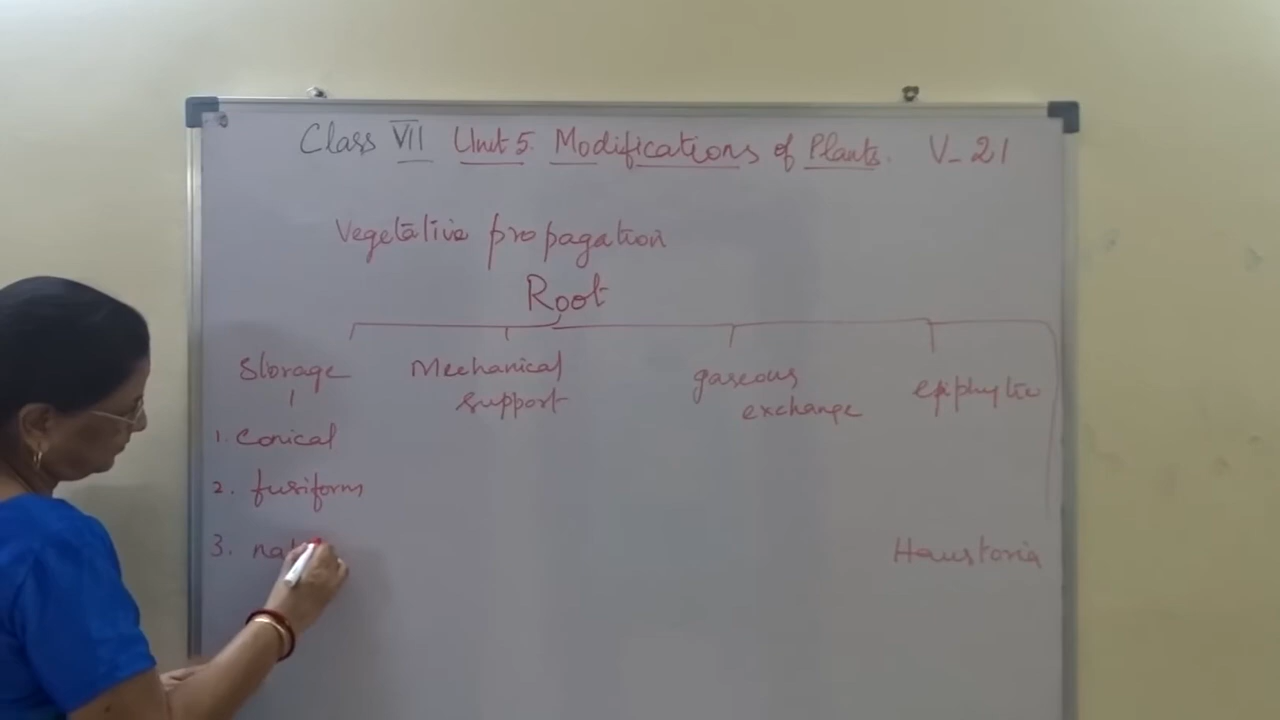 Class VII Unit 5. Modifications of Plants. V-21
Vegetative propagation
Root
Storage Mechanical support gaseous exchange epiphytic
1. Conical
2. fusiform
3. Haustoria